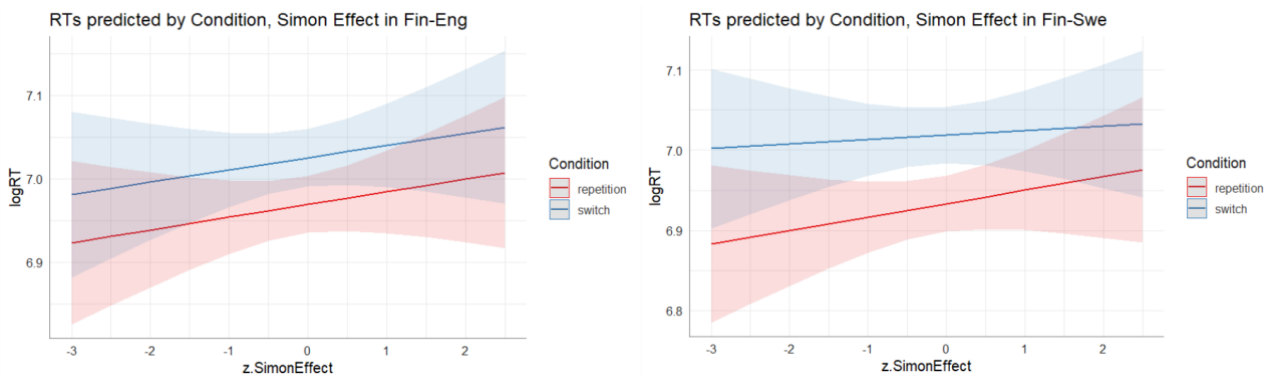 RTs predicted by Condition, Simon Effect in Fin-Eng
7.1
7.0
6.9
logRT
-3 -2 -1 0 1 2
z.SimonEffect
Condition
repetition
switch
RTs predicted by Condition, Simon Effect in Fin-Swe
7.1
7.0
6.9
6.8
logRT
-3 -2 -1 0 1 2
z.SimonEffect
Condition
repetition
switch